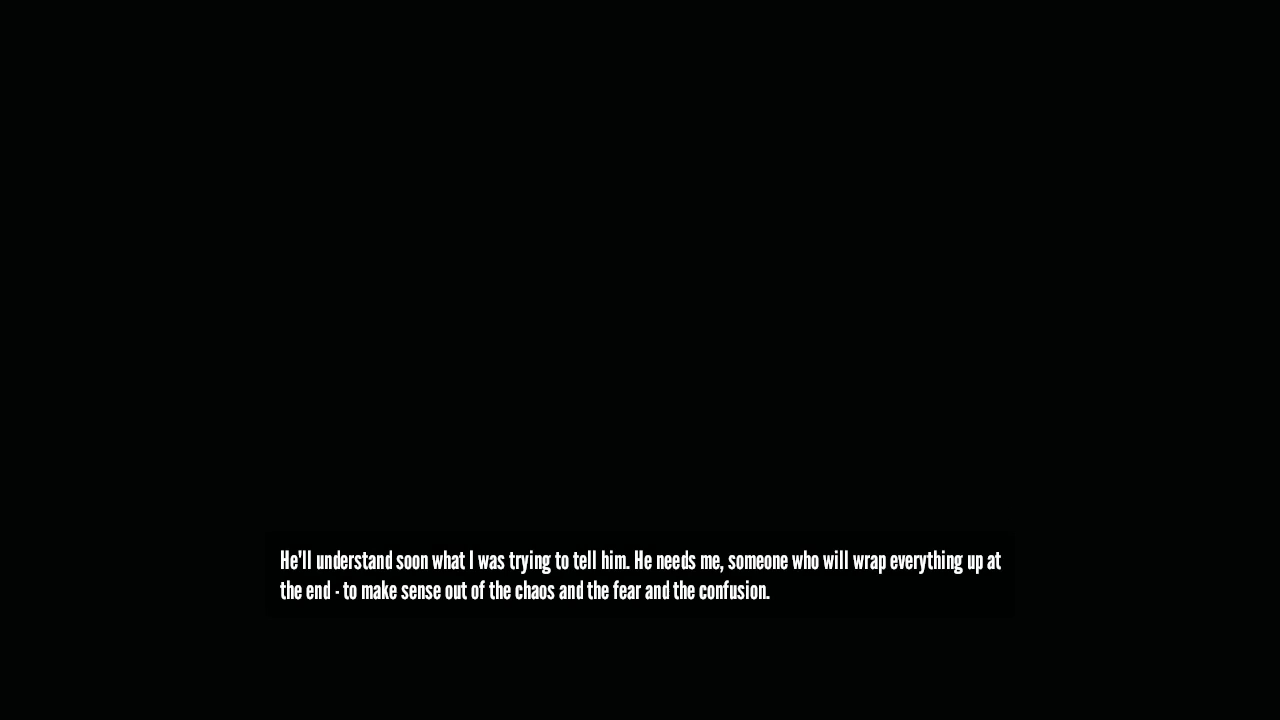 He'll understand soon what I was trying to tell him. He needs me, someone who will wrap everything up at
the end - to make sense out of the chaos and the fear and the confusion.